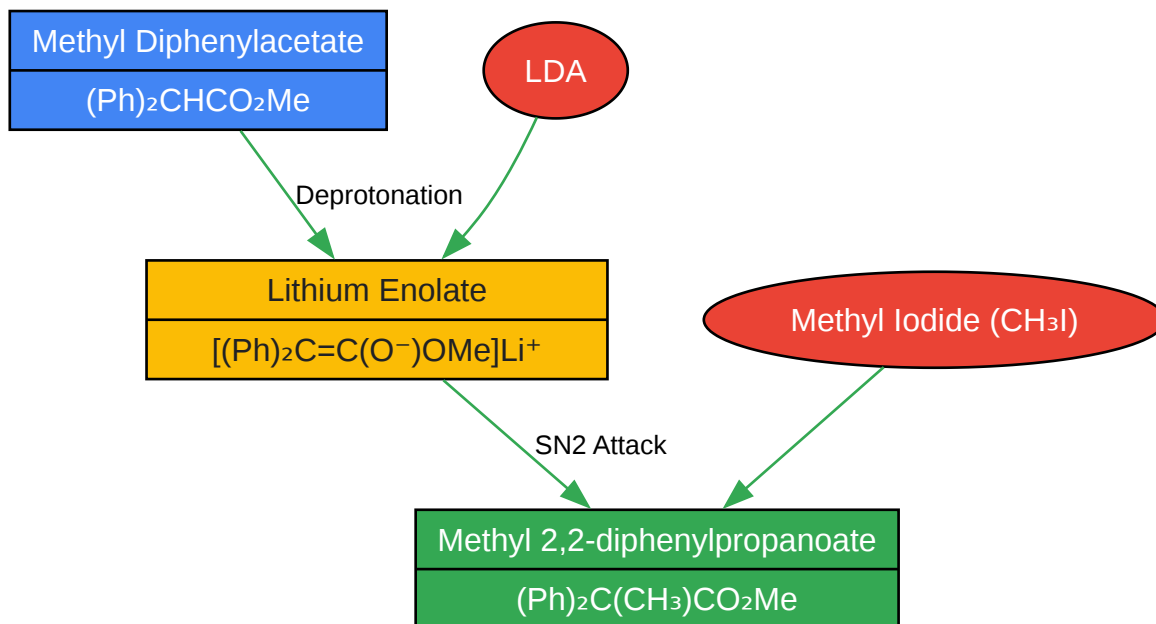 Methyl Diphenylacetate
(Ph)₂CHCO₂Me
LDA
Deprotonation
Lithium Enolate
[(Ph)₂C=C(O⁻)OMe]Li⁺
Methyl Iodide (CH₃I)
SN2 Attack
Methyl 2,2-diphenylpropanoate
(Ph)₂C(CH₃)CO₂Me